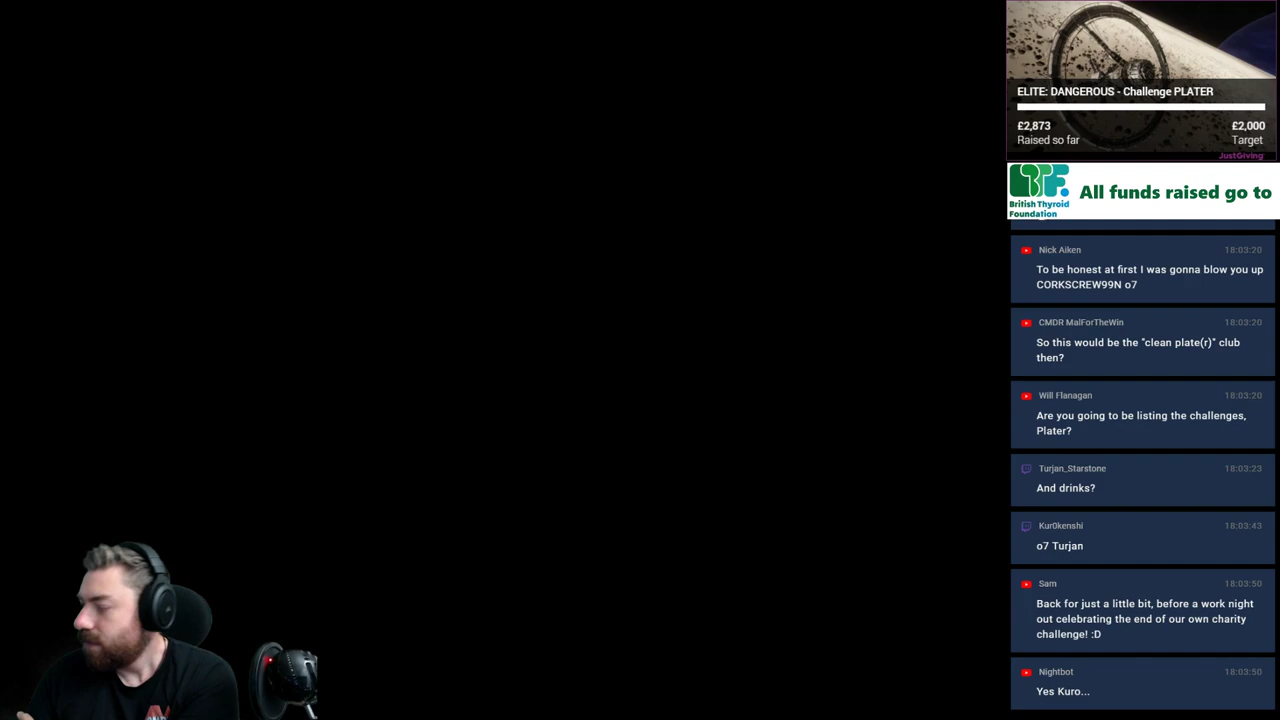 ELITE: DANGEROUS - Challenge PLATER
£2,873
£2,000
Raised so far
Target
JustGiving
British Thyroid
Foundation
All funds raised go to
Nick Aiken
18:03:20
To be honest at first I was gonna blow you up
CORKSCREW99N o7
CMDR MalForTheWin
18:03:20
So this would be the "clean plate(r)" club
then?
Will Flanagan
18:03:20
Are you going to be listing the challenges,
Plater?
Turjan_Starstone
18:03:23
And drinks?
Kur0kenshi
18:03:43
o7 Turjan
Sam
18:03:50
Back for just a little bit, before a work night
out celebrating the end of our own charity
challenge! :D
Nightbot
18:03:50
Yes Kuro...